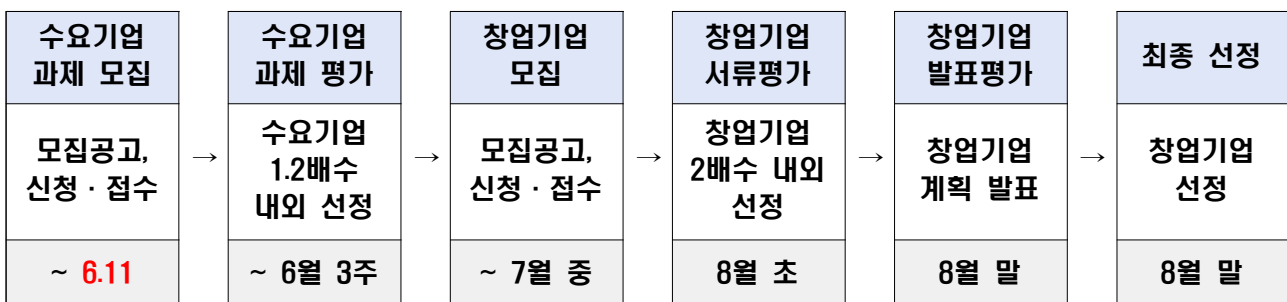 수요기업
과제 모집
모집공고,
신청 · 접수
~ 6.11
→
수요기업
과제 평가
수요기업
1.2배수
내외 선정
~ 6월 3주
→
창업기업
모집
모집공고,
신청 · 접수
~ 7월 중
→
창업기업
서류평가
창업기업
2배수 내외
선정
8월 초
→
창업기업
발표평가
창업기업
계획 발표
8월 말
→
최종 선정
창업기업
선정
8월 말